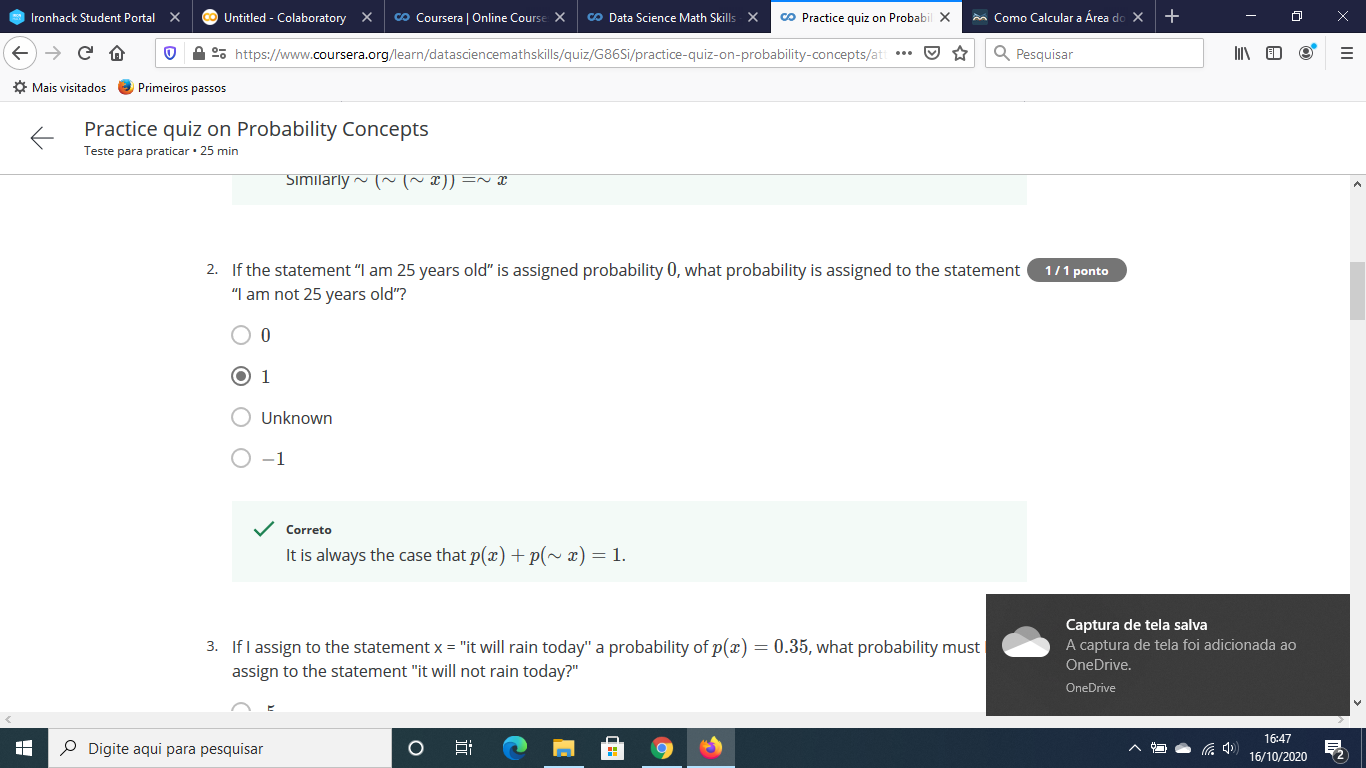 Ironhack Student Portal
Untitled - Colaboratory
Coursera | Online Course
Data Science Math Skills
Practice quiz on Probabil
Como Calcular a Área do
https://www.coursera.org/learn/datasciencemathskills/quiz/G86Si/practice-quiz-on-probability-concepts/att
Pesquisar
Mais visitados
Primeiros passos
Practice quiz on Probability Concepts
Teste para praticar • 25 min
Similarly ∼ (∼ (∼ x)) =∼ x
2. If the statement “I am 25 years old” is assigned probability 0, what probability is assigned to the statement
“I am not 25 years old”?
1 / 1 ponto
0
1
Unknown
−1
Correto
It is always the case that p(x) + p(∼ x) = 1.
3. If I assign to the statement x = "it will rain today" a probability of p(x) = 0.35, what probability must
assign to the statement "it will not rain today?"
.5
Captura de tela salva
A captura de tela foi adicionada ao
OneDrive.
OneDrive
Digite aqui para pesquisar
16:47
16/10/2020
2